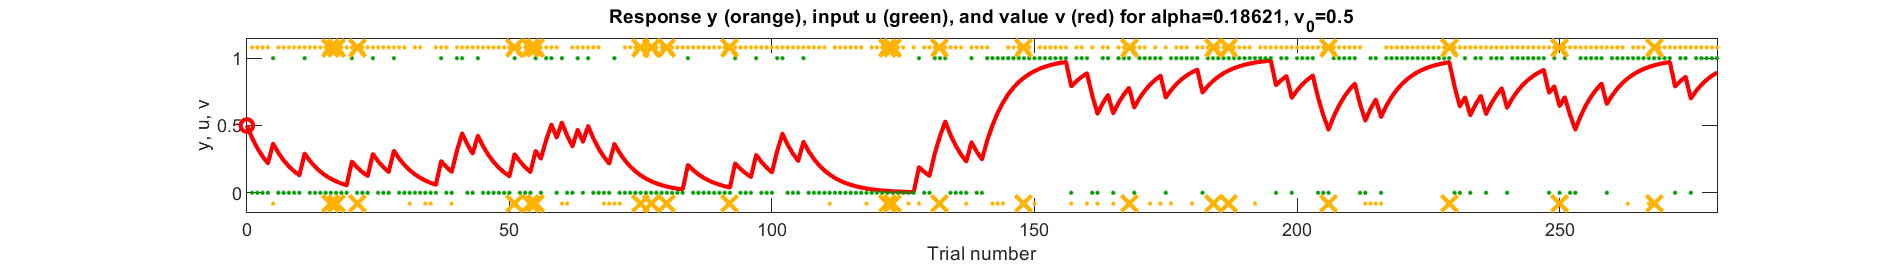 Response y (orange), input u (green), and value v (red) for alpha=0.18621, v0=0.5
y, u, v
1
0.5
0
0 50 100 150 200 250
Trial number